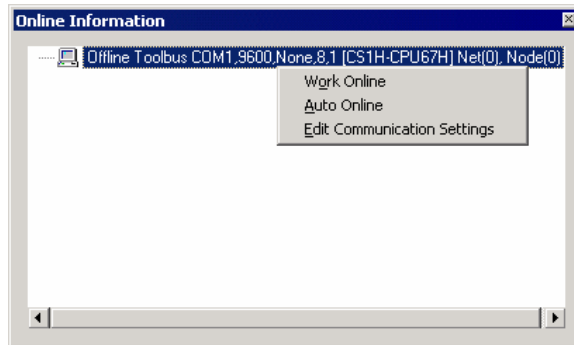 Online Information
Offline Toolbus COM1,9600,None,8,1 [CS1H-CPU67H] Net(0), Node(0)
Work Online
Auto Online
Edit Communication Settings